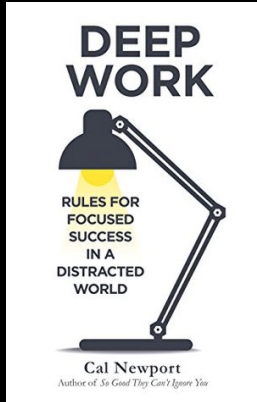 DEEP
WORK
RULES FOR
FOCUSED
SUCCESS
IN A
DISTRACTED
WORLD
Cal Newport
Author of So Good They Can't Ignore You